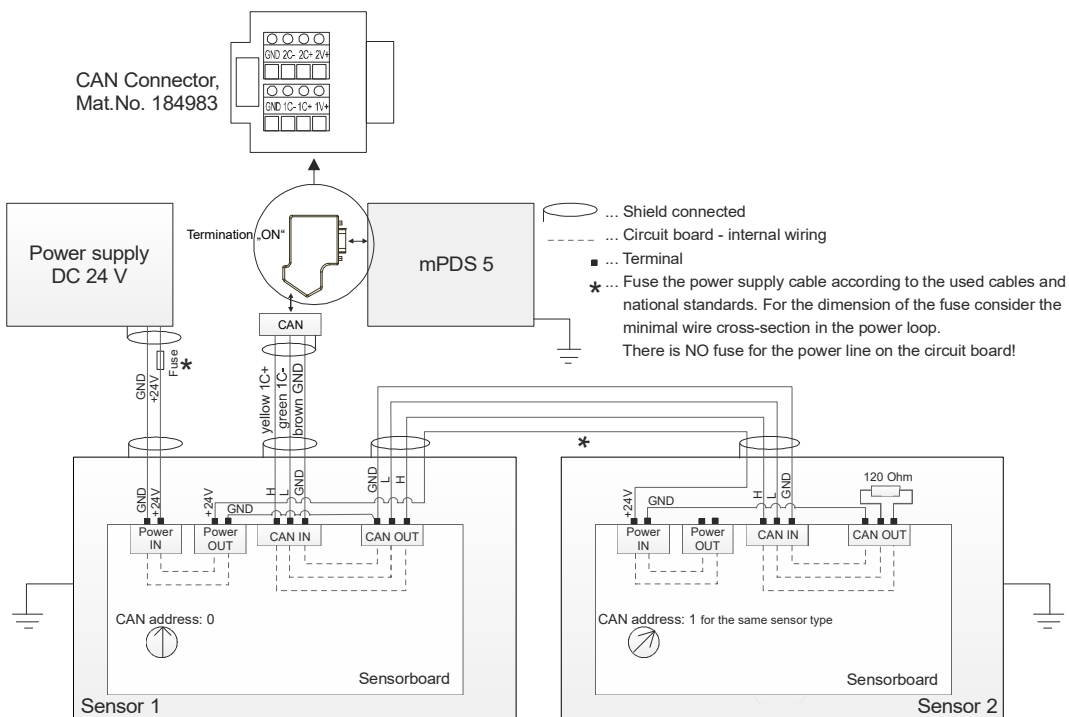 GND 2C- 2C+ 2V+
GND 1C- 1C+ 1V+
CAN Connector,
Mat.No. 184983
Power supply
DC 24 V
Termination „ON“
mPDS 5
CAN
... Shield connected
... Circuit board - internal wiring
... Terminal
* ... Fuse the power supply cable according to the used cables and
national standards. For the dimension of the fuse consider the
minimal wire cross-section in the power loop.
There is NO fuse for the power line on the circuit board!
GND
+24V
Fuse
*
yellow 1C+
green 1C-
brown GND
*
GND
+24V
+24V
GND
H
L
GND
GND
L
H
Power
IN
Power
OUT
CAN IN
CAN OUT
CAN address: 0
Sensorboard
Sensor 1
+24V
GND
H
L
GND
120 Ohm
Power
IN
Power
OUT
CAN IN
CAN OUT
CAN address: 1 for the same sensor type
Sensorboard
Sensor 2